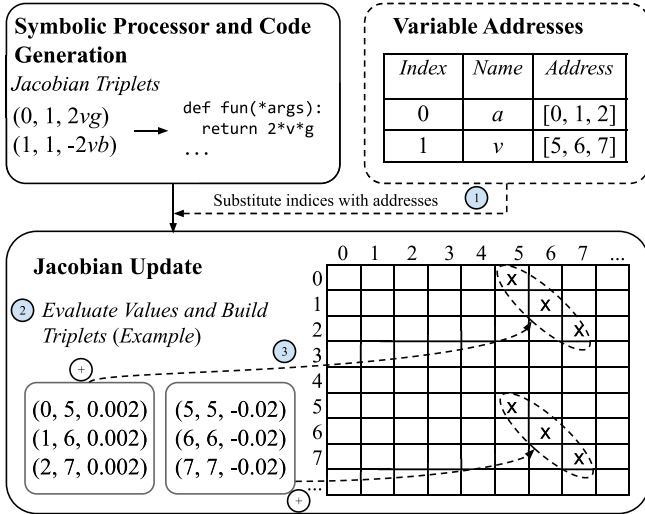 Symbolic Processor and Code
Generation
Jacobian Triplets
(0, 1, 2vg)
(1, 1, -2vb)
def fun(*args):
return 2*v*g
...
Variable Addresses
Index Name Address
0 a [0, 1, 2]
1 v [5, 6, 7]
Substitute indices with addresses
1
Jacobian Update
2 Evaluate Values and Build
Triplets (Example)
3
+
(0, 5, 0.002)
(1, 6, 0.002)
(2, 7, 0.002)
(5, 5, -0.02)
(6, 6, -0.02)
(7, 7, -0.02)
+
0 1 2 3 4 5 6 7 ...
0 x
1 x
2 x
3
4
5 x
6 x
7 x
...